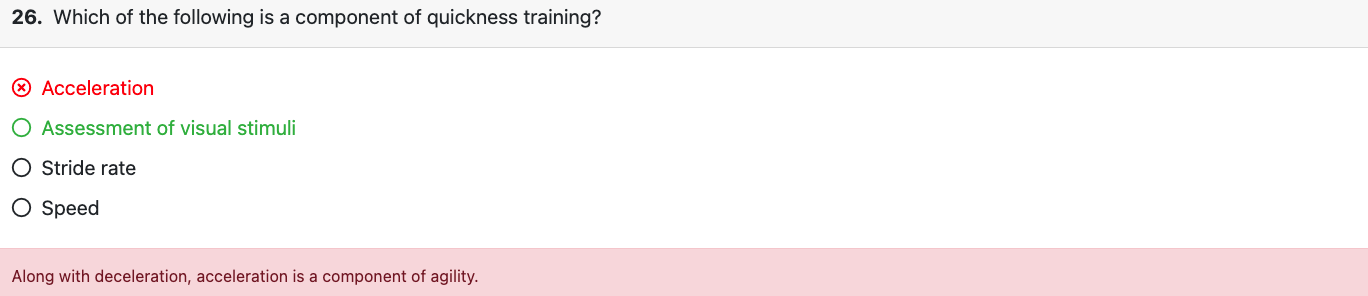 26. Which of the following is a component of quickness training?
Acceleration
Assessment of visual stimuli
Stride rate
Speed
Along with deceleration, acceleration is a component of agility.